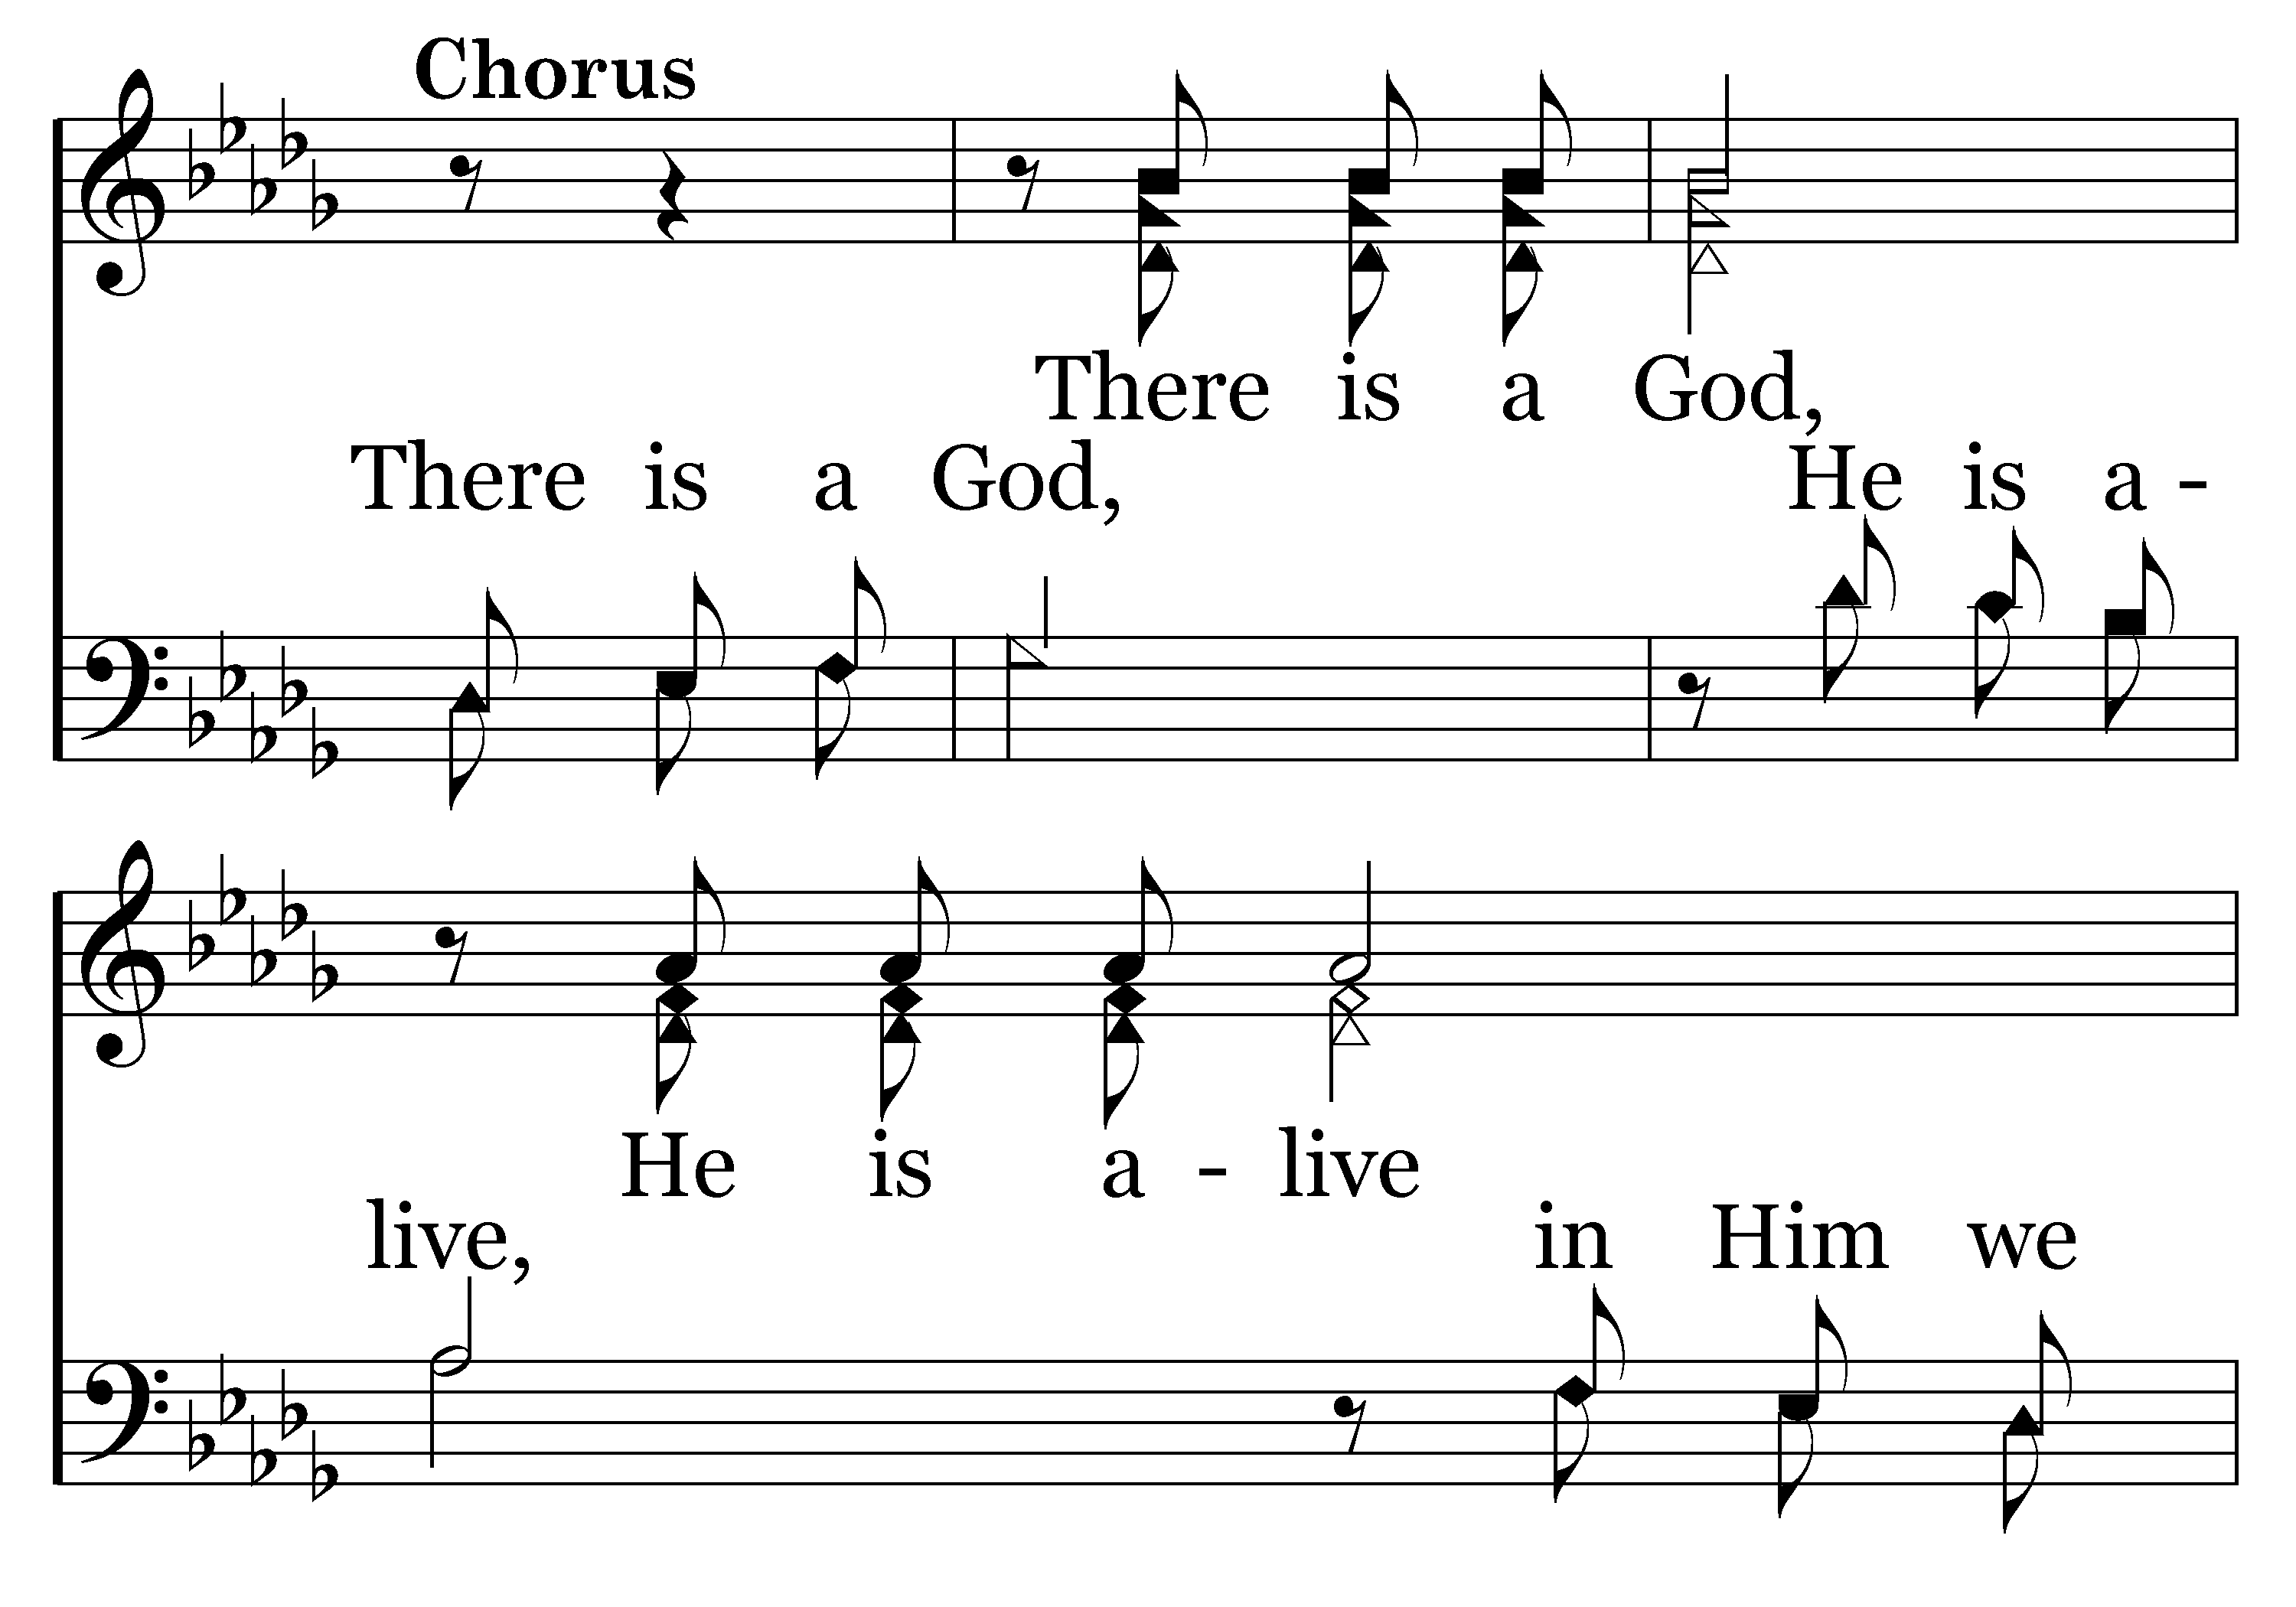 Chorus
There is a God,
There is a God, He is a -
He is a - live
live, in Him we